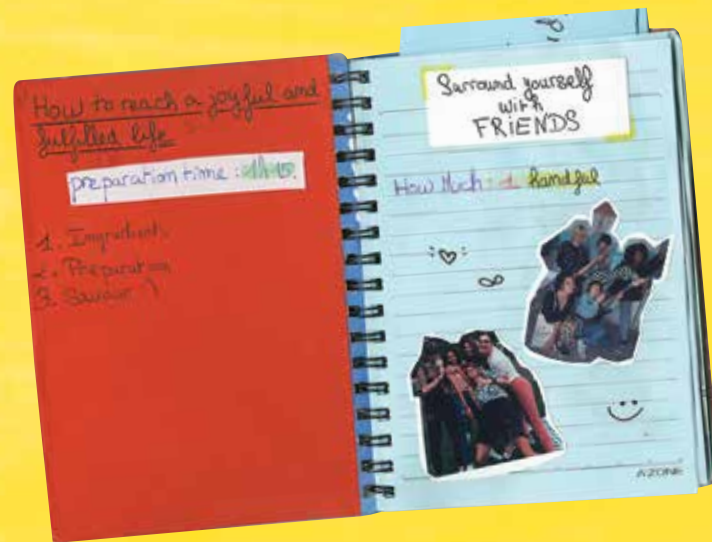 How to reach a joyful and
fulfilled life
preparation time : 1h15.
1. Ingredients
2. Preparation
3. Savour !
Surround yourself
with
FRiENDS
How Much : 1 handful
A-ZONE